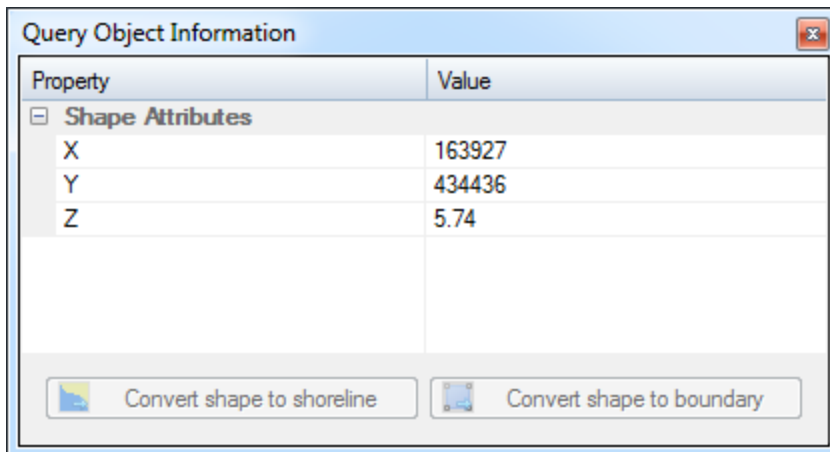 Query Object Information
Property Value
Shape Attributes
X 163927
Y 434436
Z 5.74
Convert shape to shoreline Convert shape to boundary